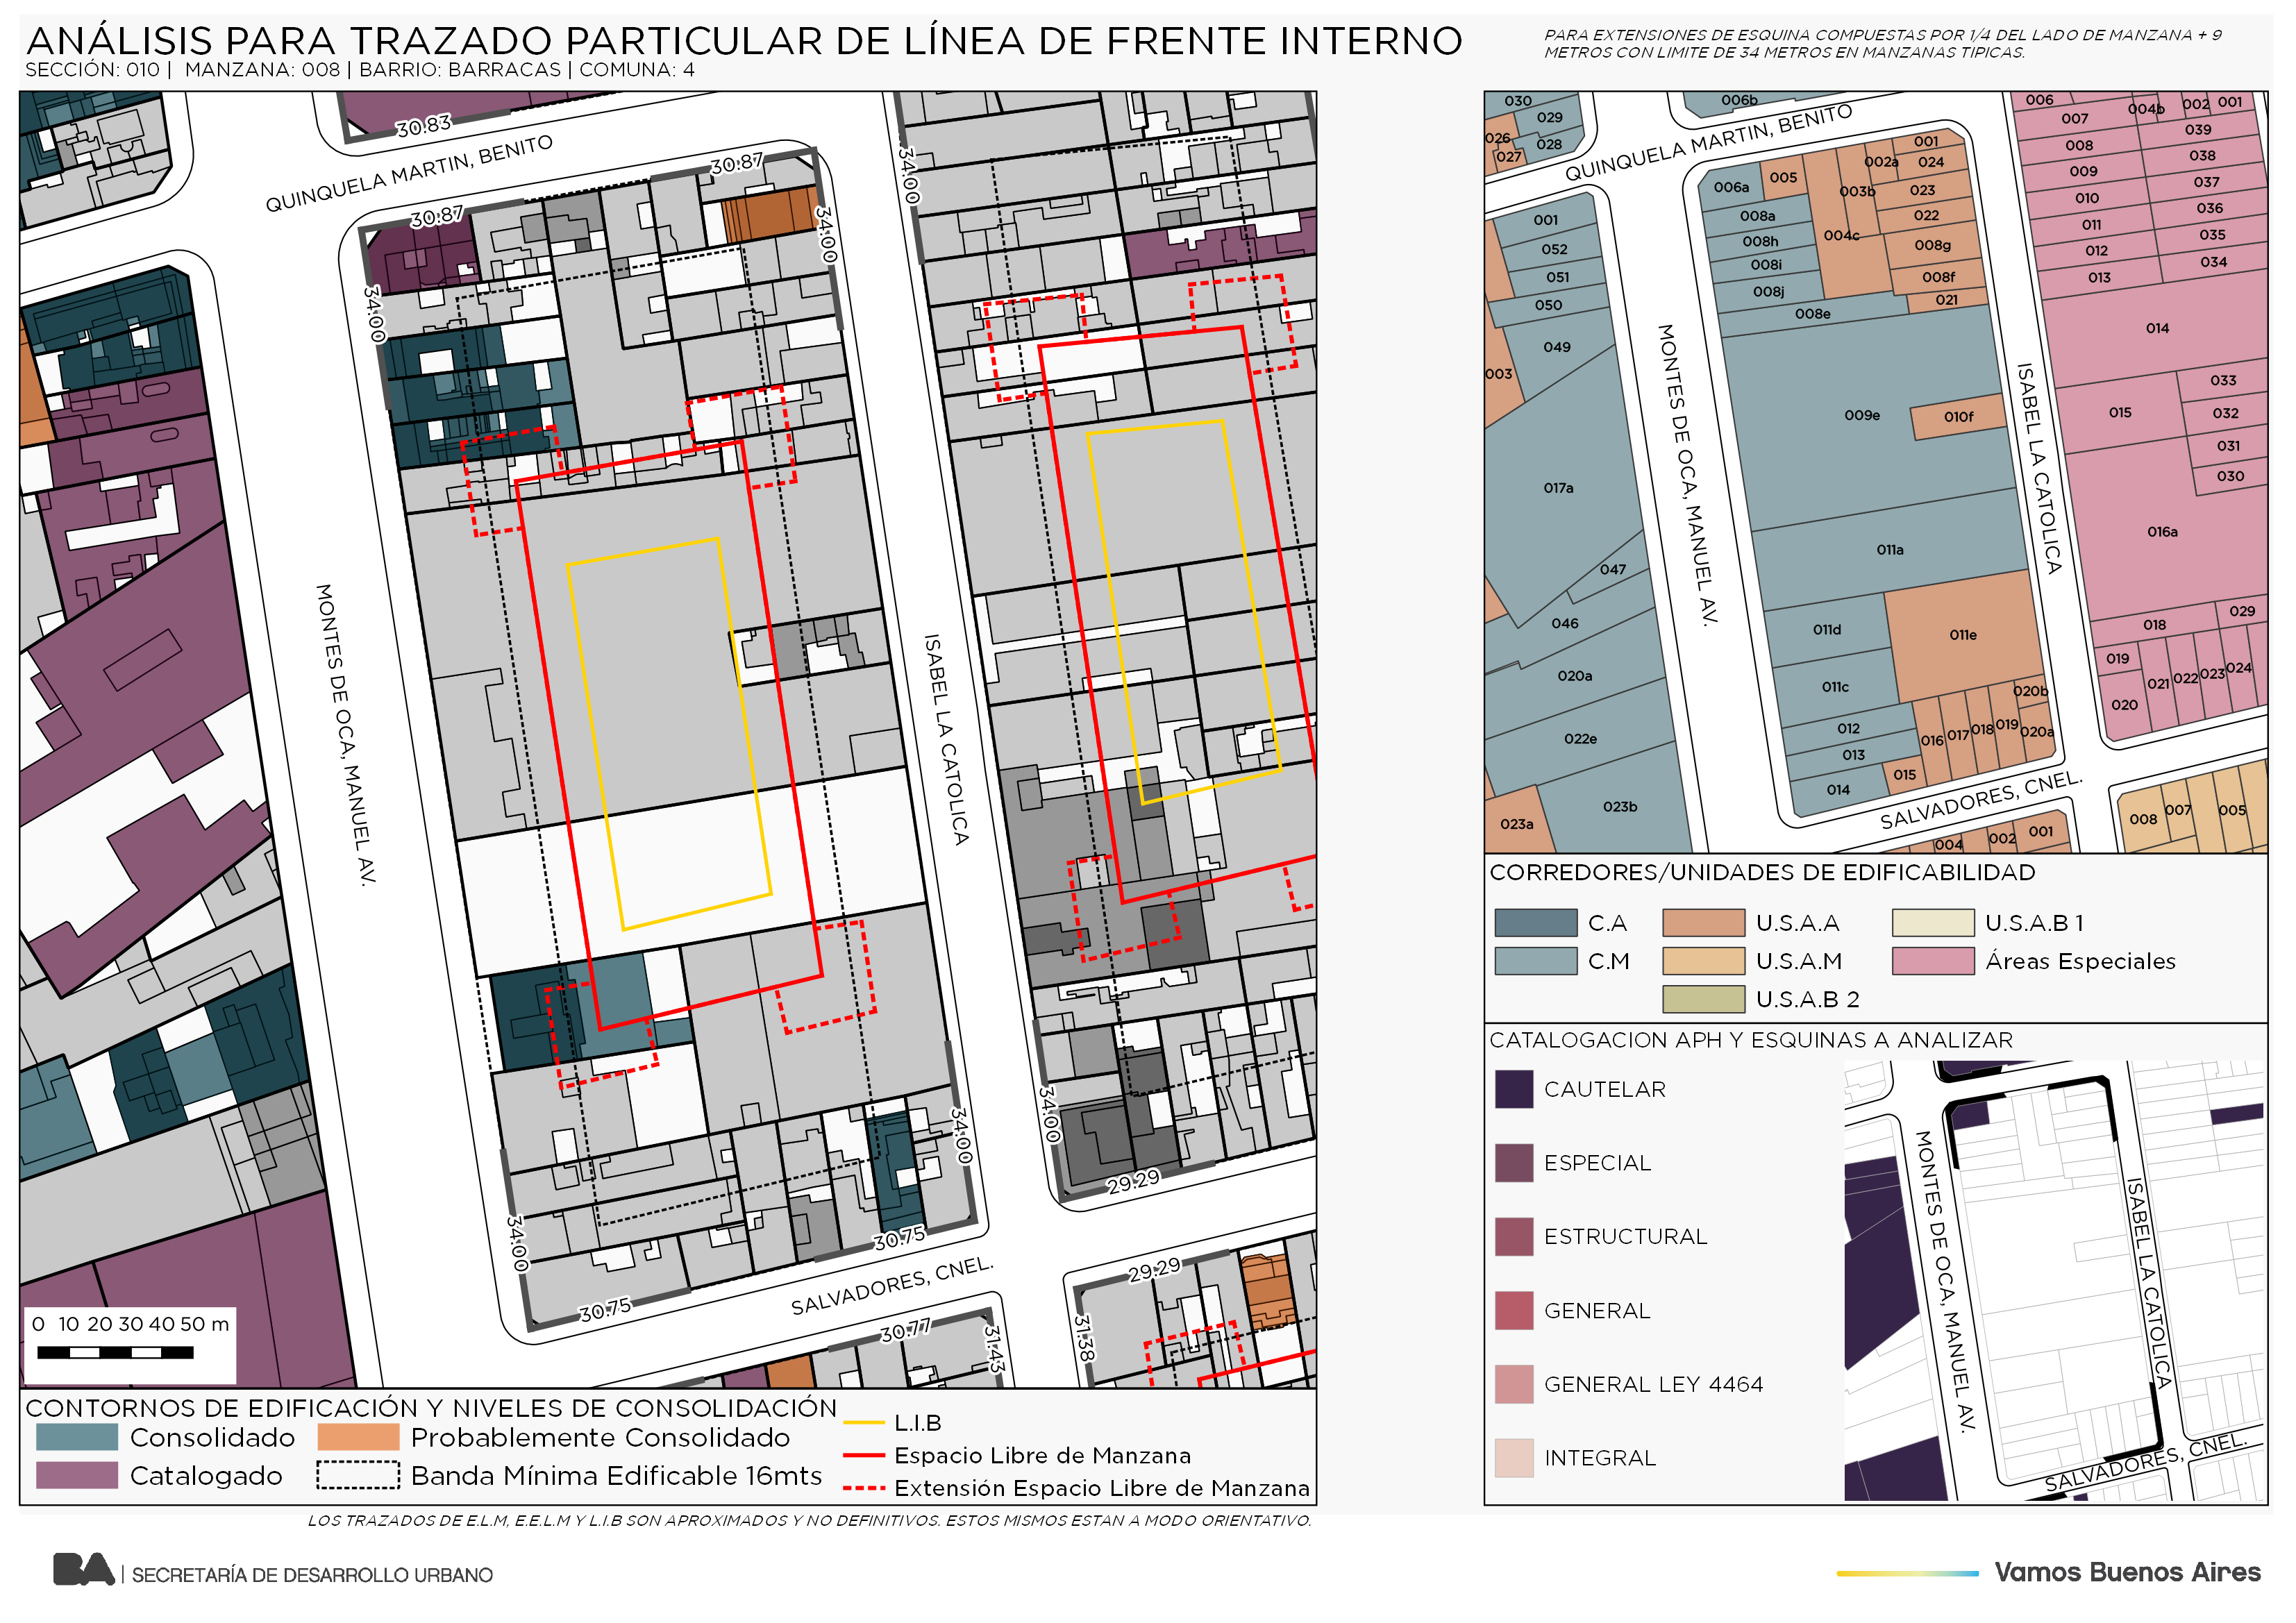 ANÁLISIS PARA TRAZADO PARTICULAR DE LÍNEA DE FRENTE INTERNO
SECCIÓN: 010 | MANZANA: 008 | BARRIO: BARRACAS | COMUNA: 4
PARA EXTENSIONES DE ESQUINA COMPUESTAS POR 1/4 DEL LADO DE MANZANA + 9
METROS CON LIMITE DE 34 METROS EN MANZANAS TIPICAS.
30.83
QUINQUELA MARTIN, BENITO
30.87
30.87
34.00
34.00
34.00
MONTES DE OCA, MANUEL AV.
ISABEL LA CATOLICA
34.00
34.00
34.00
30.75
30.75
29.29
29.29
SALVADORES, CNEL.
30.77
31.43
31.38
0 10 20 30 40 50 m
CONTORNOS DE EDIFICACIÓN Y NIVELES DE CONSOLIDACIÓN
Consolidado
Probablemente Consolidado
Catalogado
Banda Mínima Edificable 16mts
L.I.B
Espacio Libre de Manzana
Extensión Espacio Libre de Manzana
LOS TRAZADOS DE E.L.M, E.E.L.M Y L.I.B SON APROXIMADOS Y NO DEFINITIVOS. ESTOS MISMOS ESTAN A MODO ORIENTATIVO.
030
029
028
026
027
006b
QUINQUELA MARTIN, BENITO
006
004b
002
001
007
039
008
038
009
037
010
036
011
035
012
034
013
014
033
015
032
031
030
016a
029
018
019
020
021
022
023
024
001
002a
024
005
006a
003b
023
008a
022
004c
008h
008g
008i
008f
008j
021
008e
009e
010f
011a
011d
011e
011c
012
013
014
015
016
017
018
019
020b
020a
001
052
051
050
049
003
017a
047
046
020a
022e
023b
023a
MONTES DE OCA, MANUEL AV.
ISABEL LA CATOLICA
SALVADORES, CNEL.
004
002
001
008
007
005
CORREDORES/UNIDADES DE EDIFICABILIDAD
C.A
U.S.A.A
U.S.A.B 1
C.M
U.S.A.M
Áreas Especiales
U.S.A.B 2
CATALOGACION APH Y ESQUINAS A ANALIZAR
CAUTELAR
ESPECIAL
ESTRUCTURAL
GENERAL
GENERAL LEY 4464
INTEGRAL
MONTES DE OCA, MANUEL AV.
ISABEL LA CATOLICA
SALVADORES, CNEL.
BA | SECRETARÍA DE DESARROLLO URBANO
Vamos Buenos Aires